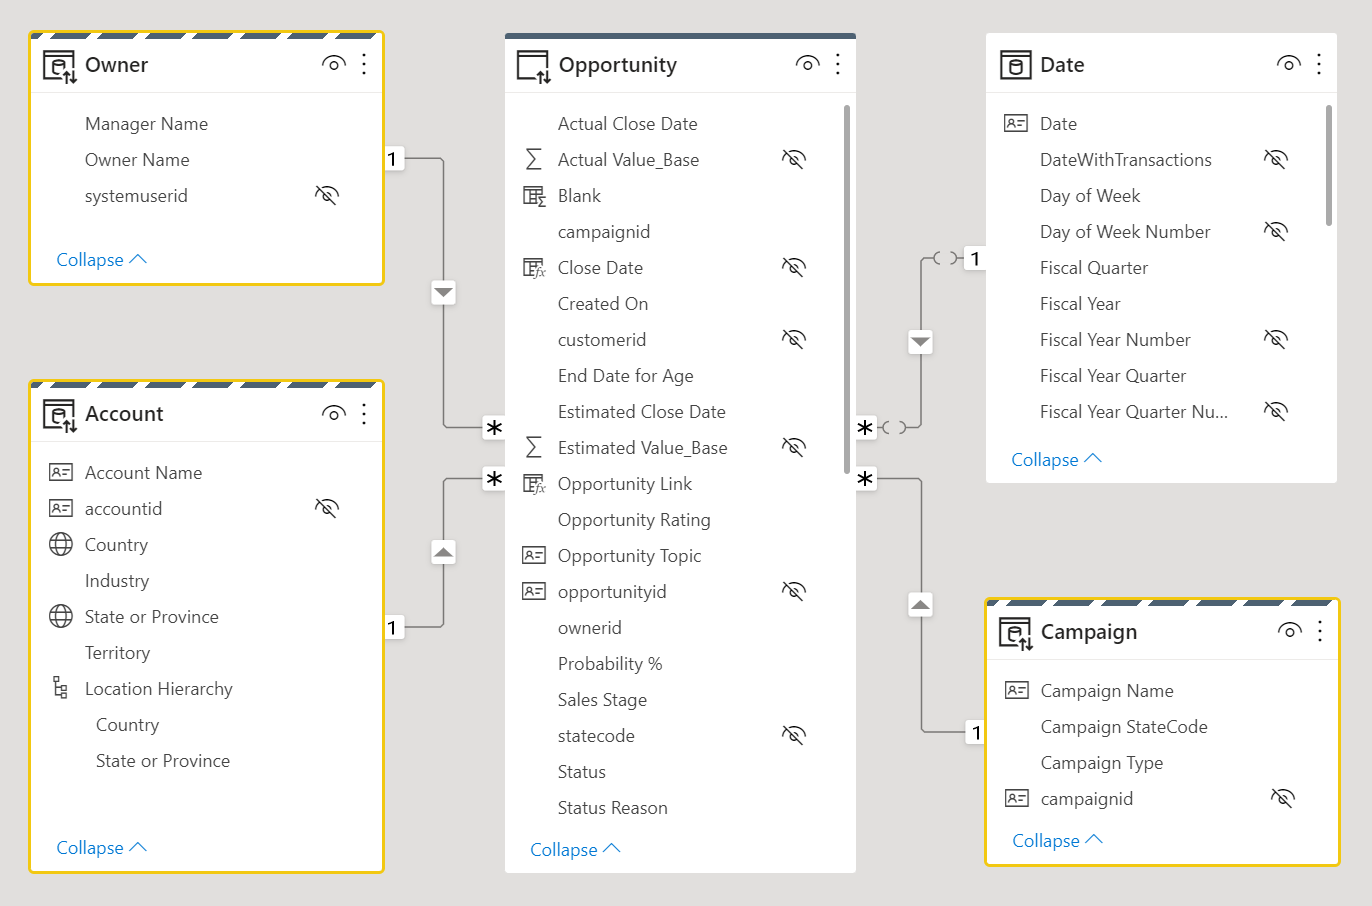 Owner
Manager Name
Owner Name
systemuserid
Collapse
1
Account
Account Name
accountid
Country
Industry
State or Province
Territory
Location Hierarchy
Country
State or Province
Collapse
1
*
*
Opportunity
Actual Close Date
Actual Value_Base
Blank
campaignid
Close Date
Created On
customerid
End Date for Age
Estimated Close Date
Estimated Value_Base
Opportunity Link
Opportunity Rating
Opportunity Topic
opportunityid
ownerid
Probability %
Sales Stage
statecode
Status
Status Reason
Collapse
*
*
1
Date
Date
DateWithTransactions
Day of Week
Day of Week Number
Fiscal Quarter
Fiscal Year
Fiscal Year Number
Fiscal Year Quarter
Fiscal Year Quarter Nu...
Collapse
1
Campaign
Campaign Name
Campaign StateCode
Campaign Type
campaignid
Collapse